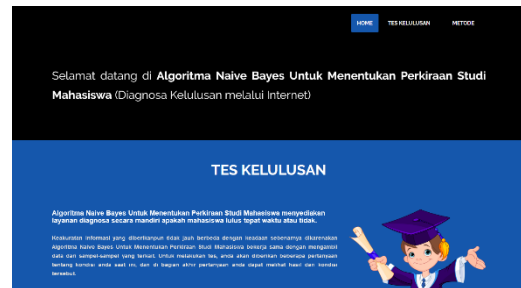 HOME TES KELULUSAN METODE
Selamat datang di Algoritma Naive Bayes Untuk Menentukan Perkiraan Studi
Mahasiswa (Diagnosa Kelulusan melalui Internet)
TES KELULUSAN
Algoritma Naive Bayes Untuk Menentukan Perkiraan Studi Mahasiswa menyediakan
layanan diagnosa secara mandiri apakah mahasiswa lulus tepat waktu atau tidak.
Keakuratan informasi yang diberikanpun tidak jauh berbeda dengan keadaan sebenarnya dikarenakan
Algoritma Naive Bayes Untuk Menentukan Perkiraan Studi Mahasiswa bekerja sama dengan mengambil
data dan sampel-sampel yang terkait. Untuk melakukan tes, anda akan diberikan beberapa pertanyaan
tentang kondisi anda saat ini, dan di bagian akhir pertanyaan anda dapat melihat hasil dari kondisi
tersebut.